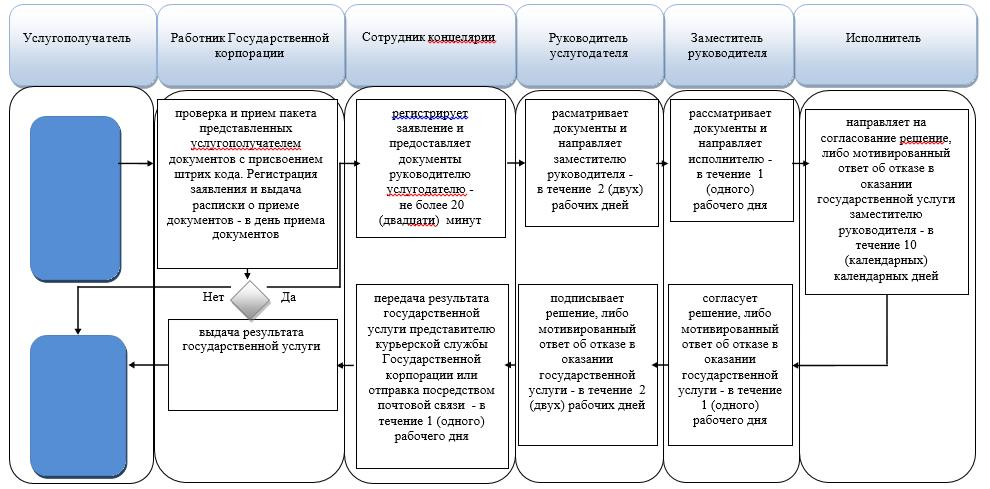 Услугополучатель
Работник Государственной
корпорации
Сотрудник концелярии
Руководитель
услугодателя
Заместитель
руководителя
Исполнитель
проверка и прием пакета
представленных
услугополучателем
документов с присвоением
штрих кода. Регистрация
заявления и выдача
расписки о приеме
документов - в день приема
документов
регистрирует
заявление и
предоставляет
документы
руководителю
услугодателю -
не более 20
(двадцати) минут
расматривает
документы и
направляет
заместителю
руководителя -
в течение 2 (двух)
рабочих дней
рассматривает
документы и
направляет
исполнителю -
в течение 1
(одного)
рабочего дня
направляет на
согласование решение,
либо мотивированный
ответ об отказе в
оказании
государственной услуги
заместителю
руководителя - в
течение 10
(календарных)
календарных дней
Нет
Да
выдача результата
государственной услуги
передача результата
государственной
услуги представителю
курьерской службы
Государственной
корпорации или
отправка посредством
почтовой связи - в
течение 1 (одного)
рабочего дня
подписывает
решение, либо
мотивированный
ответ об отказе в
оказании
государственной
услуги - в течение 2
(двух) рабочих дней
согласует
решение, либо
мотивированный
ответ об отказе в
оказании
государственной
услуги - в течение
1 (одного)
рабочего дня